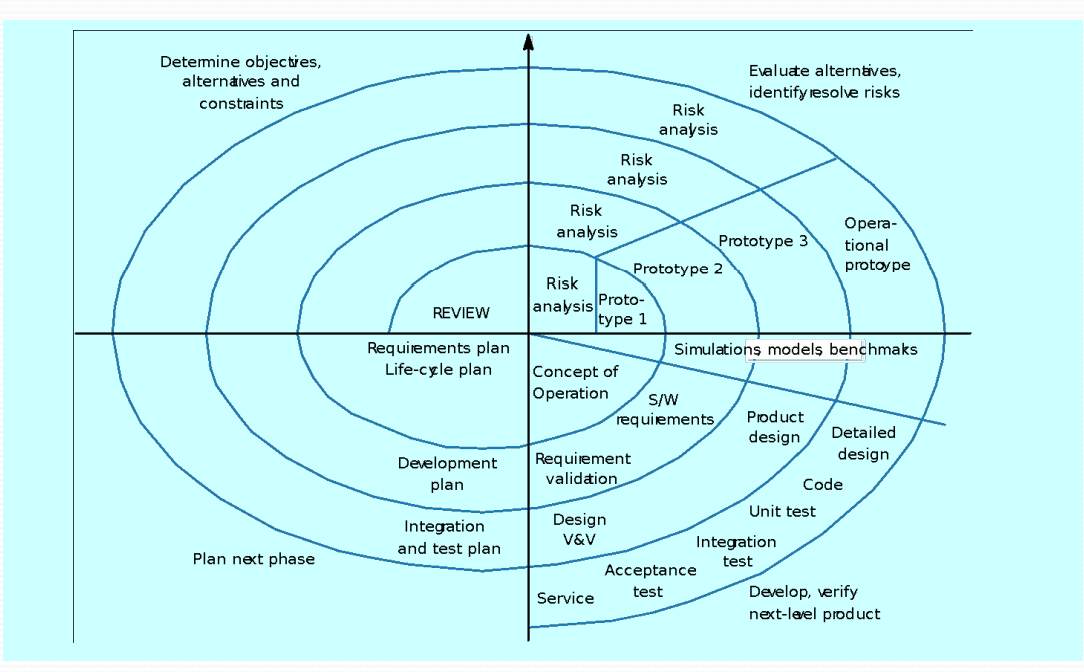 Determine objectives,
alternatives and
constraints
Evaluate alternatives,
identify,resolve risks
Risk
analysis
Risk
analysis
Risk
analysis
Risk
analysis
Proto-
type 1
Prototype 2
Prototype 3
Opera-
tional
prototype
REVIEW
Requirements plan
Life-cycle plan
Simulations, models, benchmaks
Concept of
Operation
S/W
requirements
Product
design
Detailed
design
Development
plan
Requirement
validation
Code
Unit test
Integration
and test plan
Design
V&V
Integration
test
Plan next phase
Acceptance
test
Service
Develop, verify
next-level product